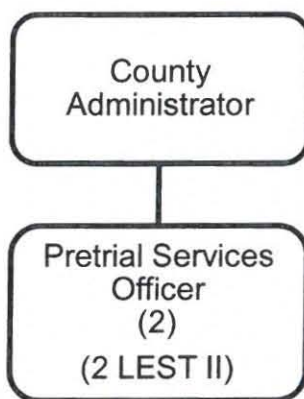 County
Administrator
Pretrial Services
Officer
(2)
(2 LEST II)